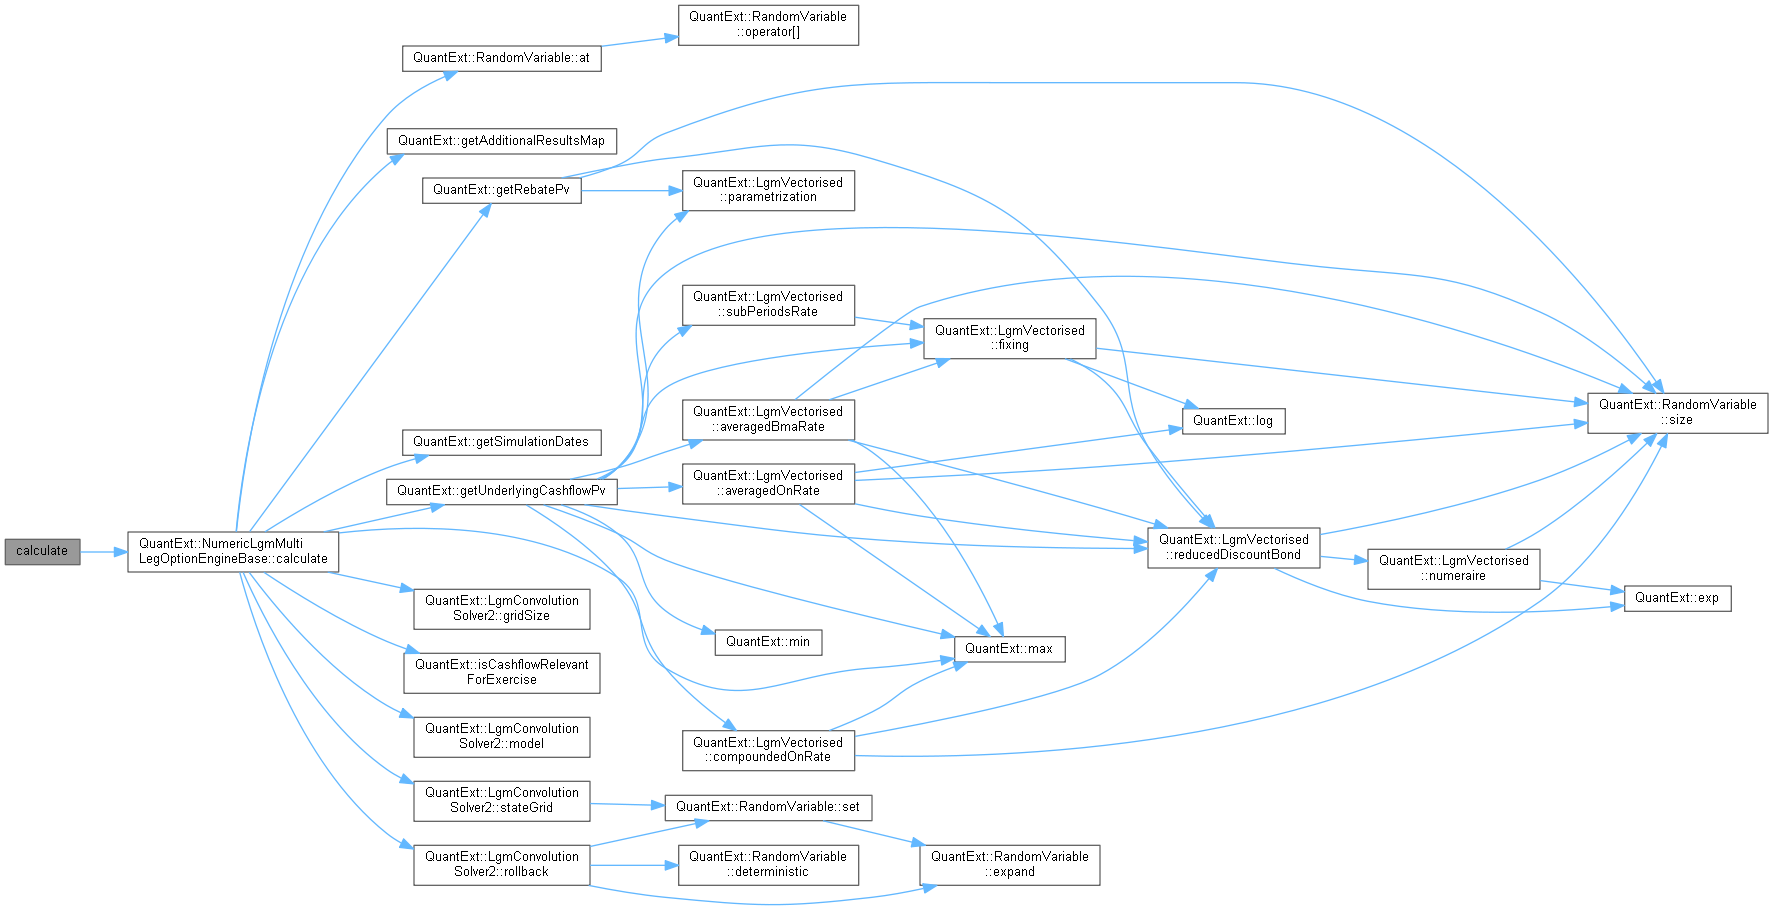 calculate
QuantExt::NumericLgmMulti
LegOptionEngineBase::calculate
QuantExt::RandomVariable::at
QuantExt::getAdditionalResultsMap
QuantExt::getRebatePv
QuantExt::getSimulationDates
QuantExt::getUnderlyingCashflowPv
QuantExt::LgmConvolution
Solver2::gridSize
QuantExt::isCashflowRelevant
ForExercise
QuantExt::LgmConvolution
Solver2::model
QuantExt::LgmConvolution
Solver2::stateGrid
QuantExt::LgmConvolution
Solver2::rollback
QuantExt::RandomVariable
::operator[]
QuantExt::LgmVectorised
::parametrization
QuantExt::LgmVectorised
::subPeriodsRate
QuantExt::LgmVectorised
::averagedBmaRate
QuantExt::LgmVectorised
::averagedOnRate
QuantExt::min
QuantExt::LgmVectorised
::compoundedOnRate
QuantExt::RandomVariable::set
QuantExt::RandomVariable
::deterministic
QuantExt::LgmVectorised
::fixing
QuantExt::max
QuantExt::RandomVariable
::expand
QuantExt::log
QuantExt::LgmVectorised
::reducedDiscountBond
QuantExt::LgmVectorised
::numeraire
QuantExt::RandomVariable
::size
QuantExt::exp